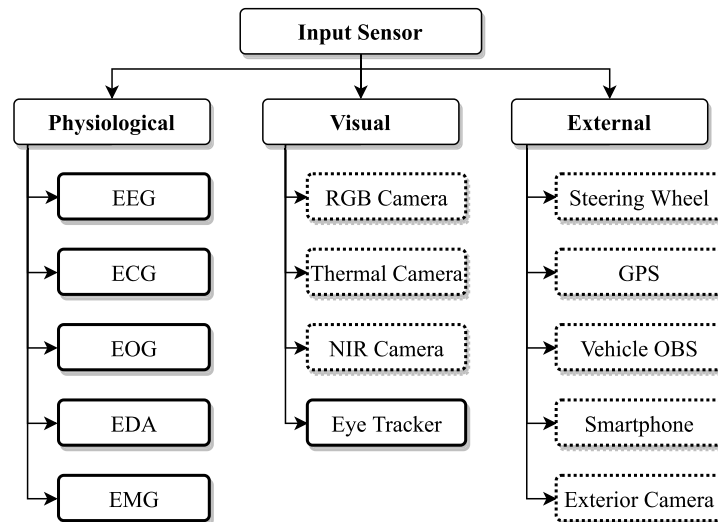 Input Sensor
Physiological
Visual
External
EEG
RGB Camera
Steering Wheel
ECG
Thermal Camera
GPS
EOG
NIR Camera
Vehicle OBS
EDA
Eye Tracker
Smartphone
EMG
Exterior Camera